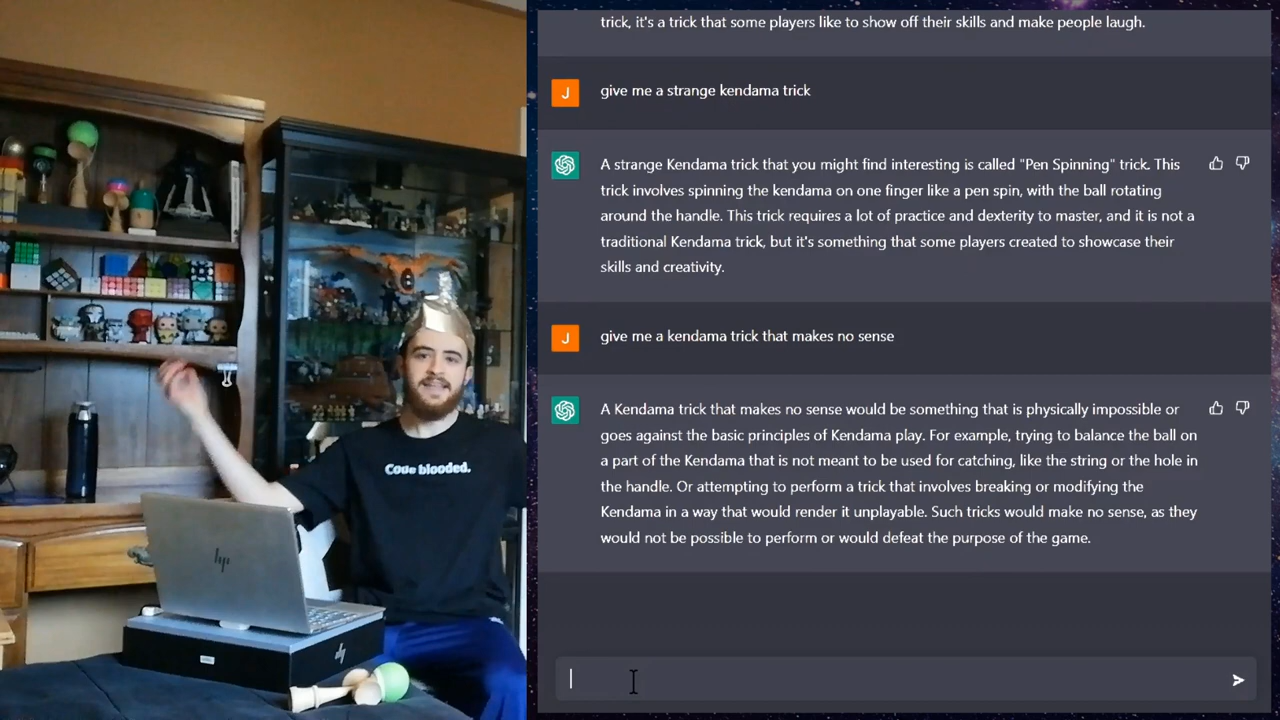 trick, it's a trick that some players like to show off their skills and make people laugh.
J
give me a strange kendama trick
A strange Kendama trick that you might find interesting is called "Pen Spinning" trick. This
trick involves spinning the kendama on one finger like a pen spin, with the ball rotating
around the handle. This trick requires a lot of practice and dexterity to master, and it is not a
traditional Kendama trick, but it's something that some players created to showcase their
skills and creativity.
J
give me a kendama trick that makes no sense
A Kendama trick that makes no sense would be something that is physically impossible or
goes against the basic principles of Kendama play. For example, trying to balance the ball on
a part of the Kendama that is not meant to be used for catching, like the string or the hole in
the handle. Or attempting to perform a trick that involves breaking or modifying the
Kendama in a way that would render it unplayable. Such tricks would make no sense, as they
would not be possible to perform or would defeat the purpose of the game.
Code blooded.
hp
hp